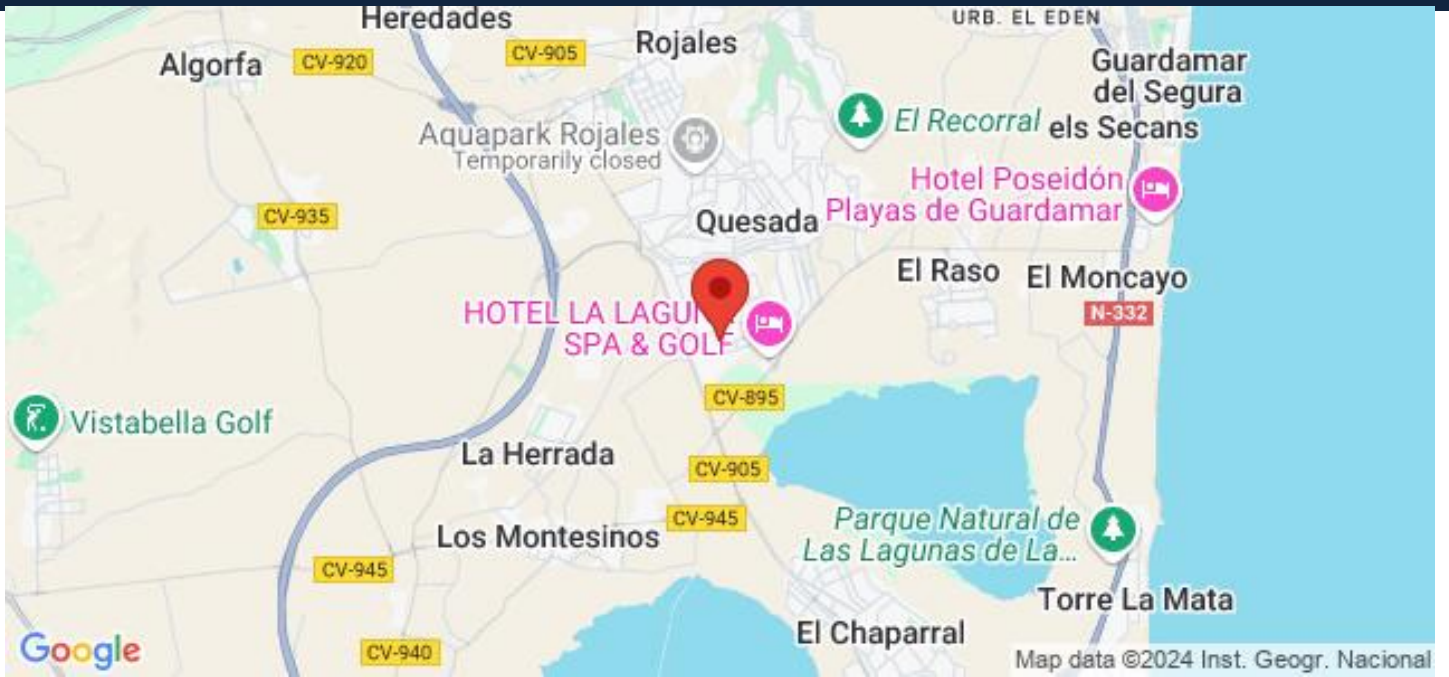 Heredades
URB. EL EDEN
Algorfa
CV-920
CV-905
Rojales
Guardamar
del Segura
Aquapark Rojales
Temporarily closed
El Recorral
els Secans
Hotel Poseidón
Playas de Guardamar
CV-935
Quesada
El Raso
El Moncayo
HOTEL LA LAGU
SPA & GOLF
N-332
CV-895
Vistabella Golf
La Herrada
CV-905
CV-945
Parque Natural de
Las Lagunas de La...
Los Montesinos
CV-945
Torre La Mata
El Chaparral
Google
CV-940
Map data ©2024 Inst. Geogr. Nacional